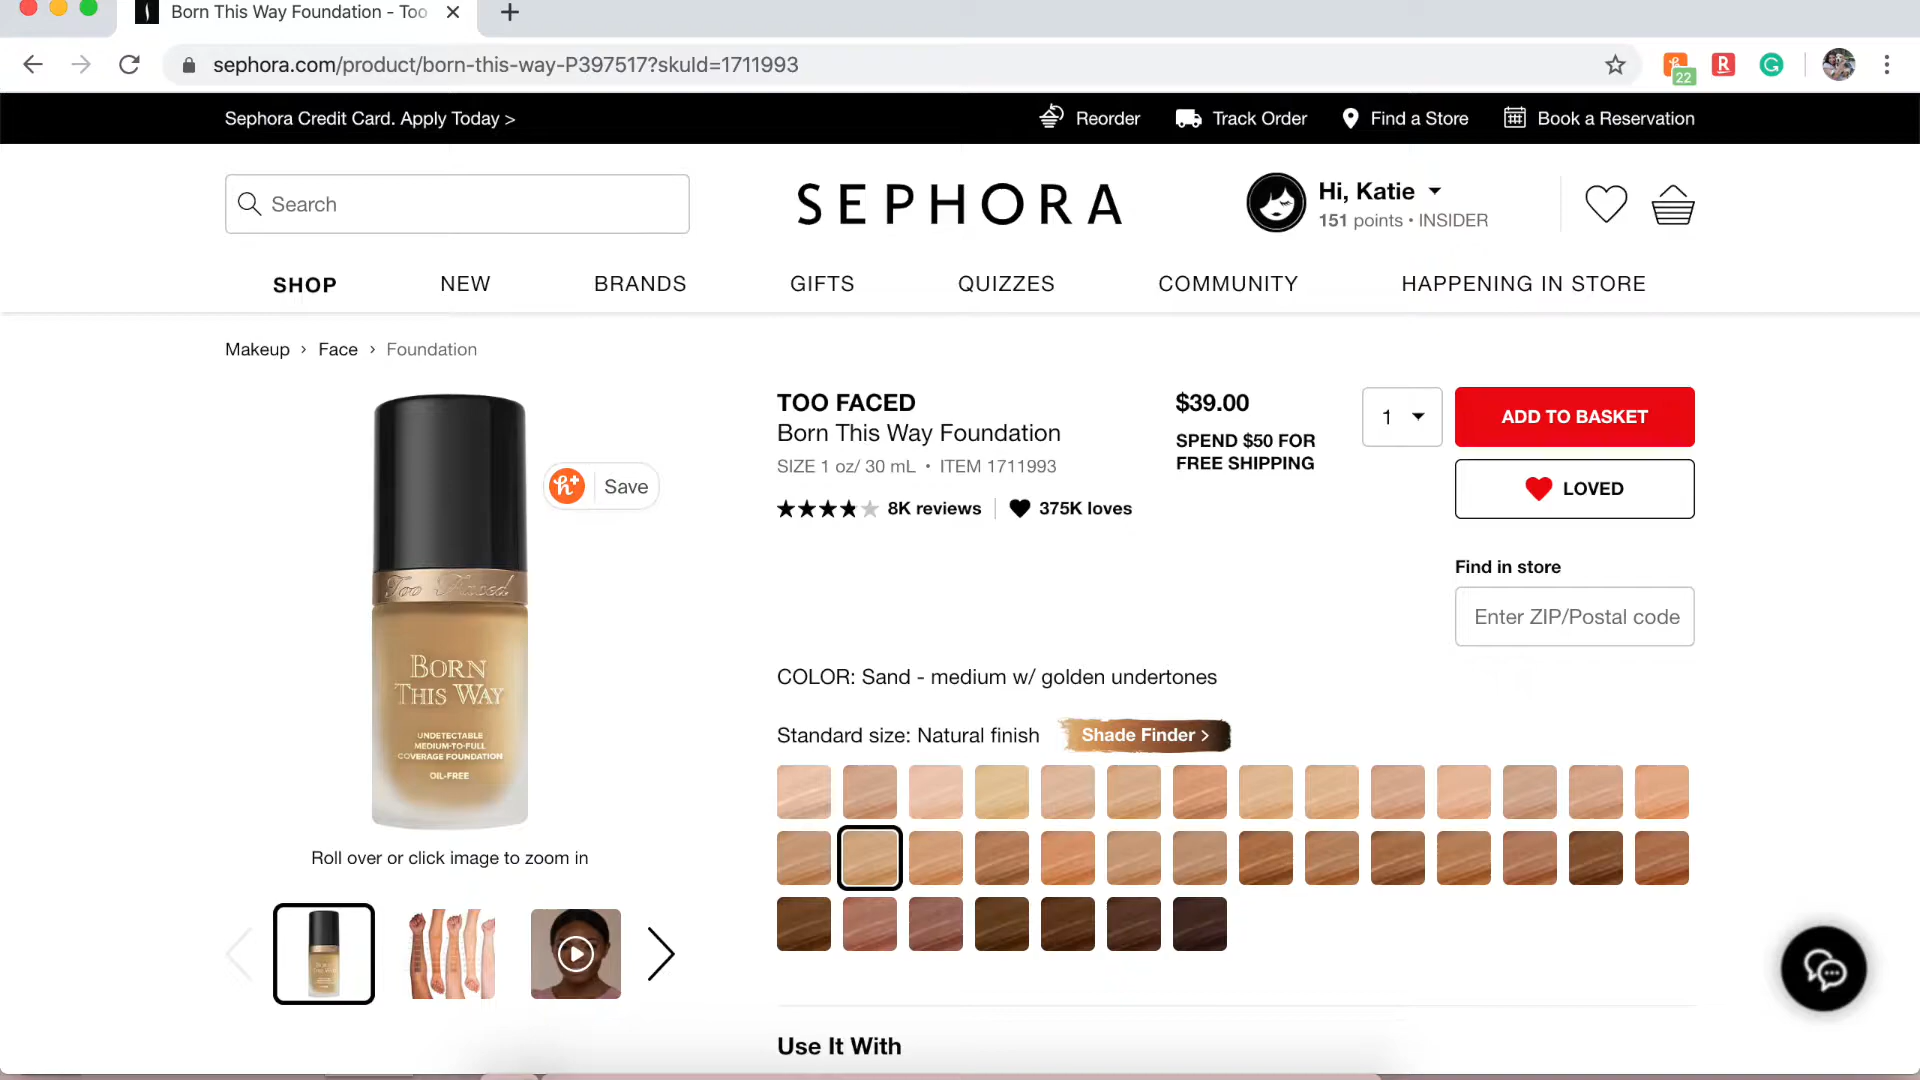 Born This Way Foundation - Too
sephora.com/product/born-this-way-P397517?skuId=1711993
22
R
G
Sephora Credit Card. Apply Today >
Reorder
Track Order
Find a Store
Book a Reservation
Search
SEPHORA
Hi, Katie
151 points • INSIDER
SHOP
NEW
BRANDS
GIFTS
QUIZZES
COMMUNITY
HAPPENING IN STORE
Makeup › Face › Foundation
Too Faced
BORN
THIS WAY
UNDETECTABLE
MEDIUM-TO-FULL
COVERAGE FOUNDATION
OIL-FREE
h+
Save
Roll over or click image to zoom in
TOO FACED
Born This Way Foundation
SIZE 1 oz/ 30 mL • ITEM 1711993
8K reviews
375K loves
$39.00
SPEND $50 FOR
FREE SHIPPING
1
ADD TO BASKET
LOVED
Find in store
Enter ZIP/Postal code
COLOR: Sand - medium w/ golden undertones
Standard size: Natural finish
Shade Finder >
BORN
THIS WAY
Use It With